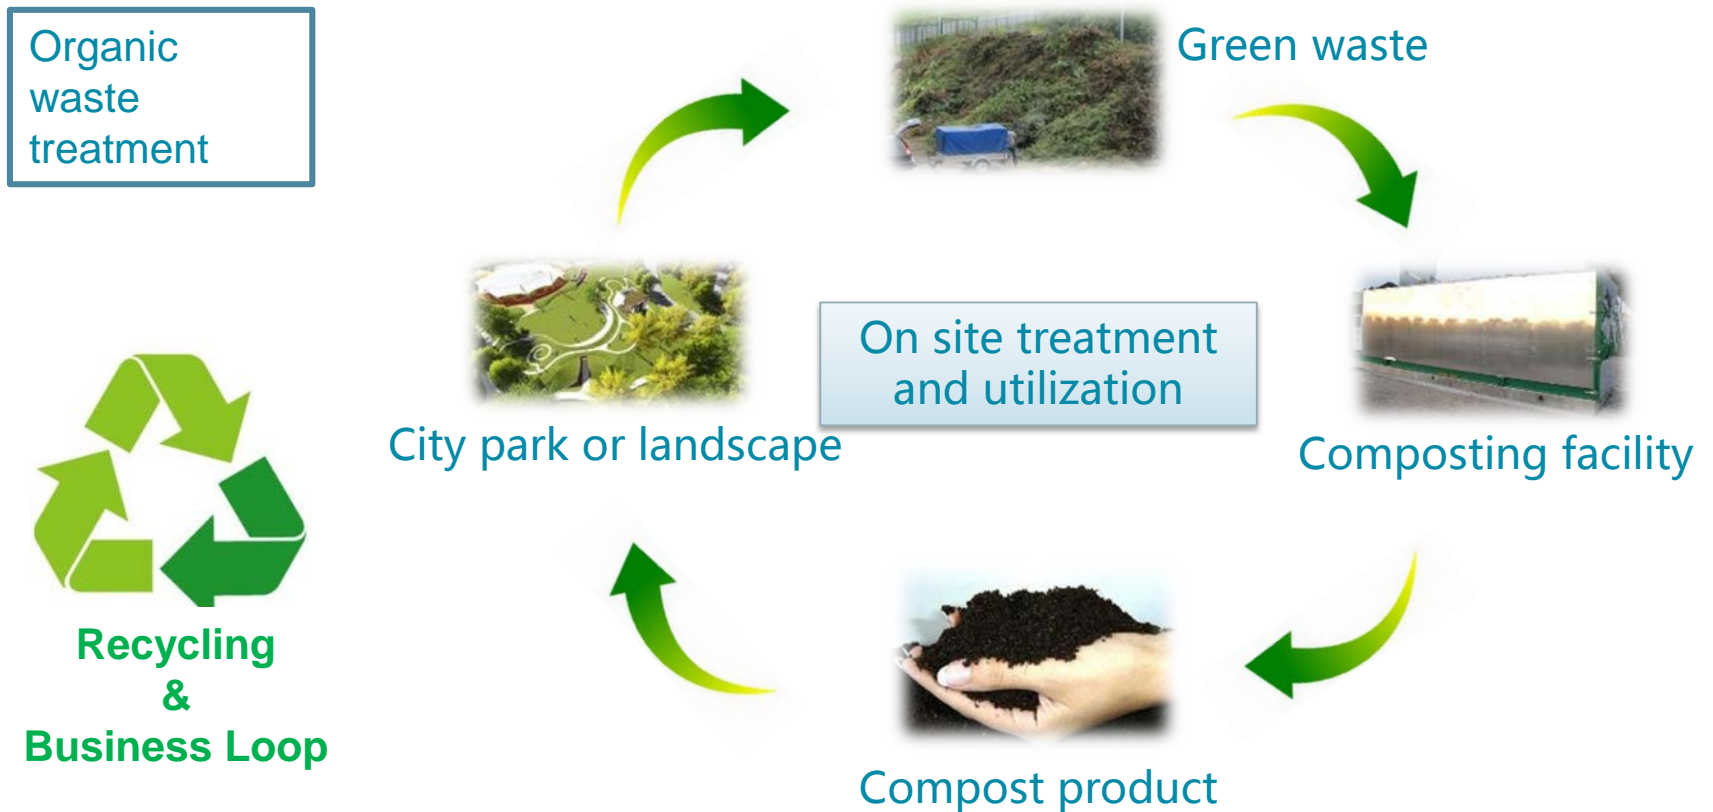 Organic
waste
treatment
Green waste
On site treatment
and utilization
City park or landscape
Composting facility
Recycling
&
Business Loop
Compost product